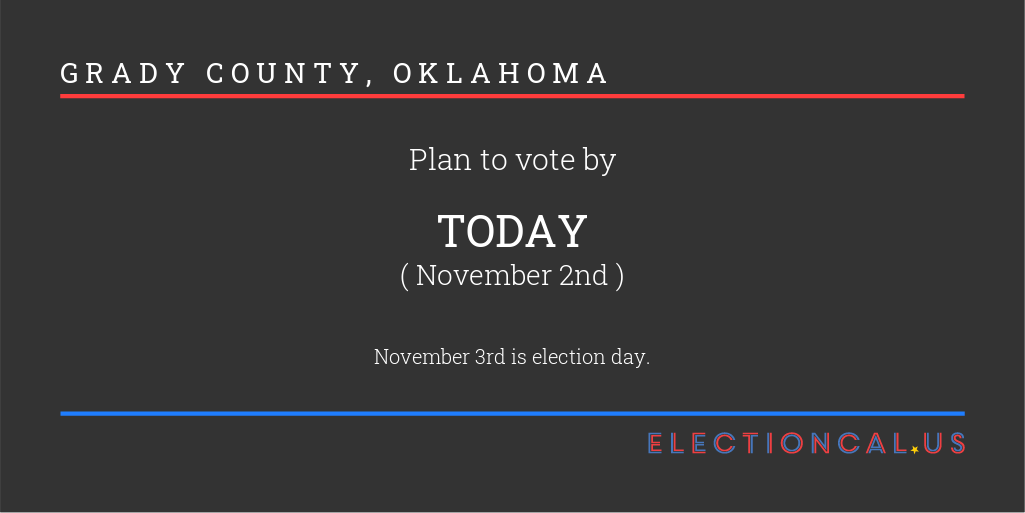 GRADY COUNTY, OKLAHOMA
Plan to vote by
TODAY
( November 2nd )
November 3rd is election day.
ELECTIONCAL.US